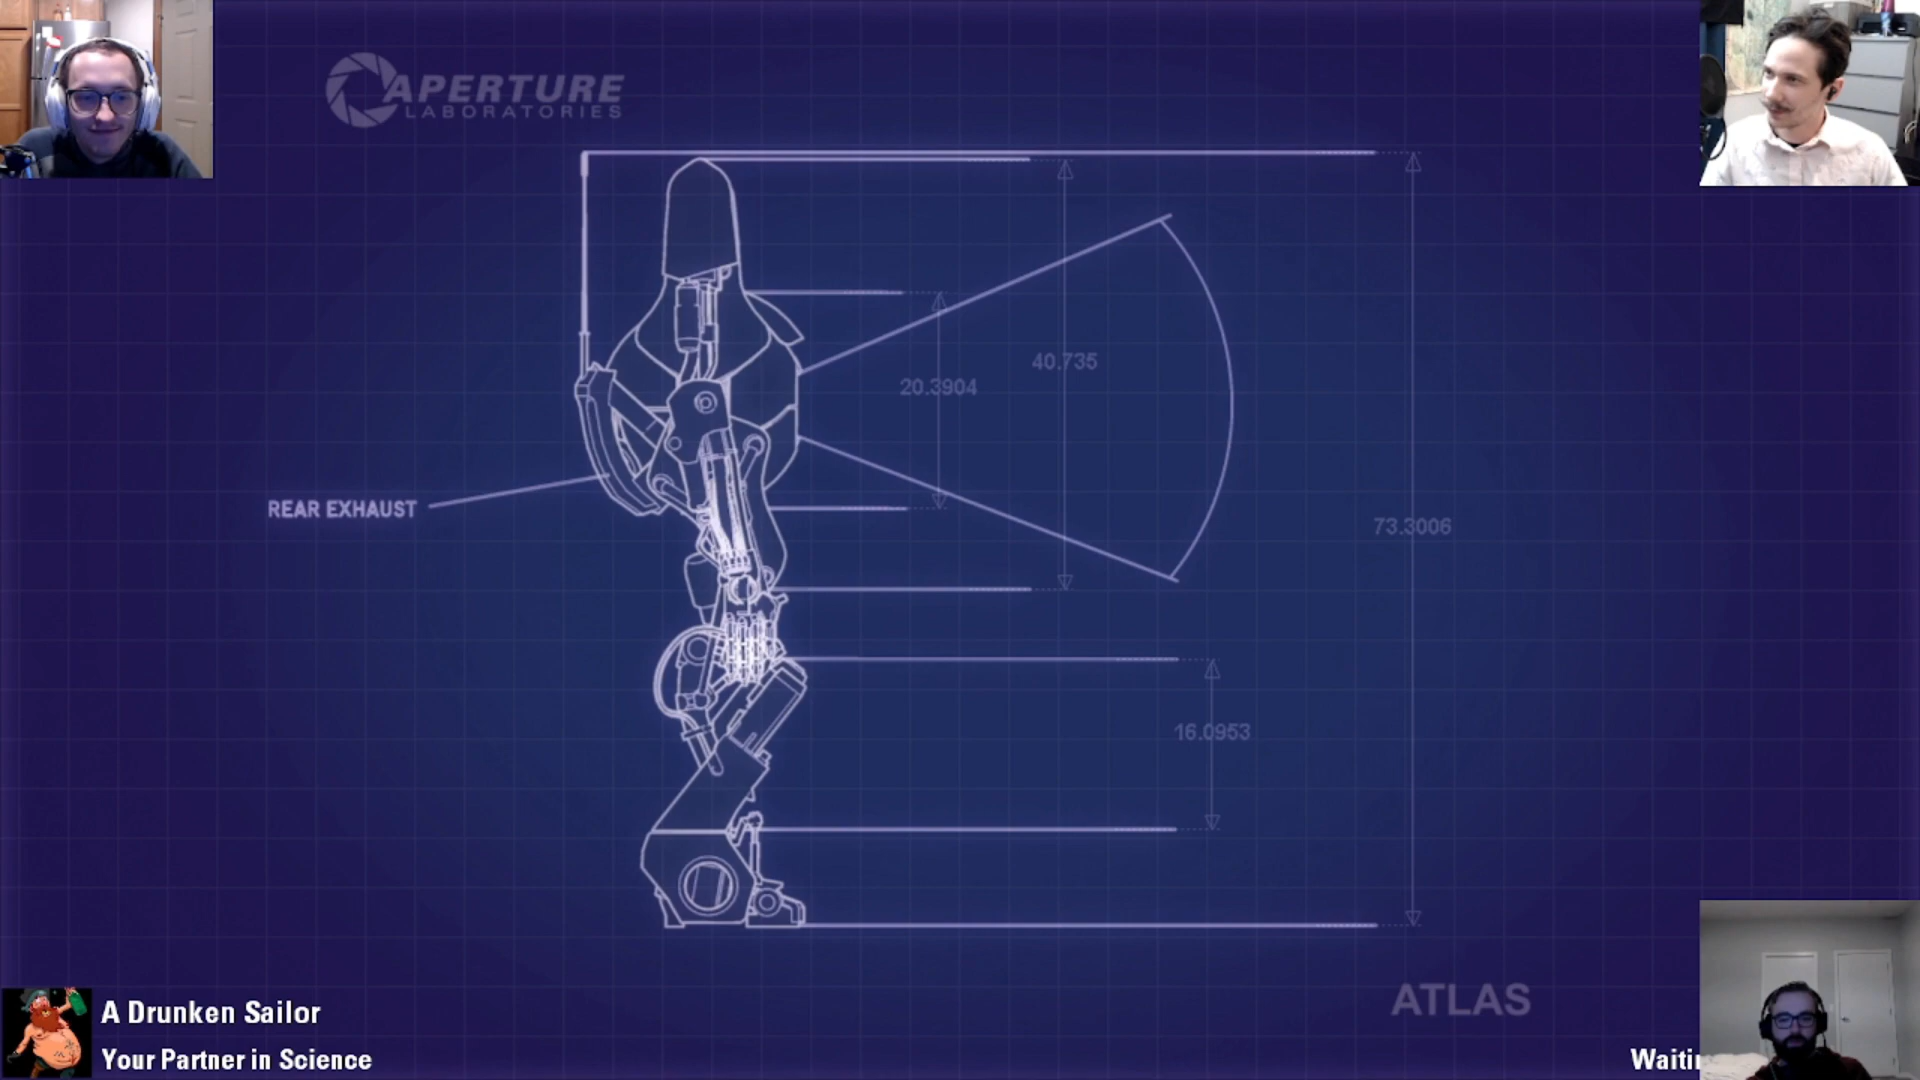 APERTURE
LABORATORIES
40.735
20.3904
REAR EXHAUST
73.3006
16.0953
ATLAS
A Drunken Sailor
Your Partner in Science